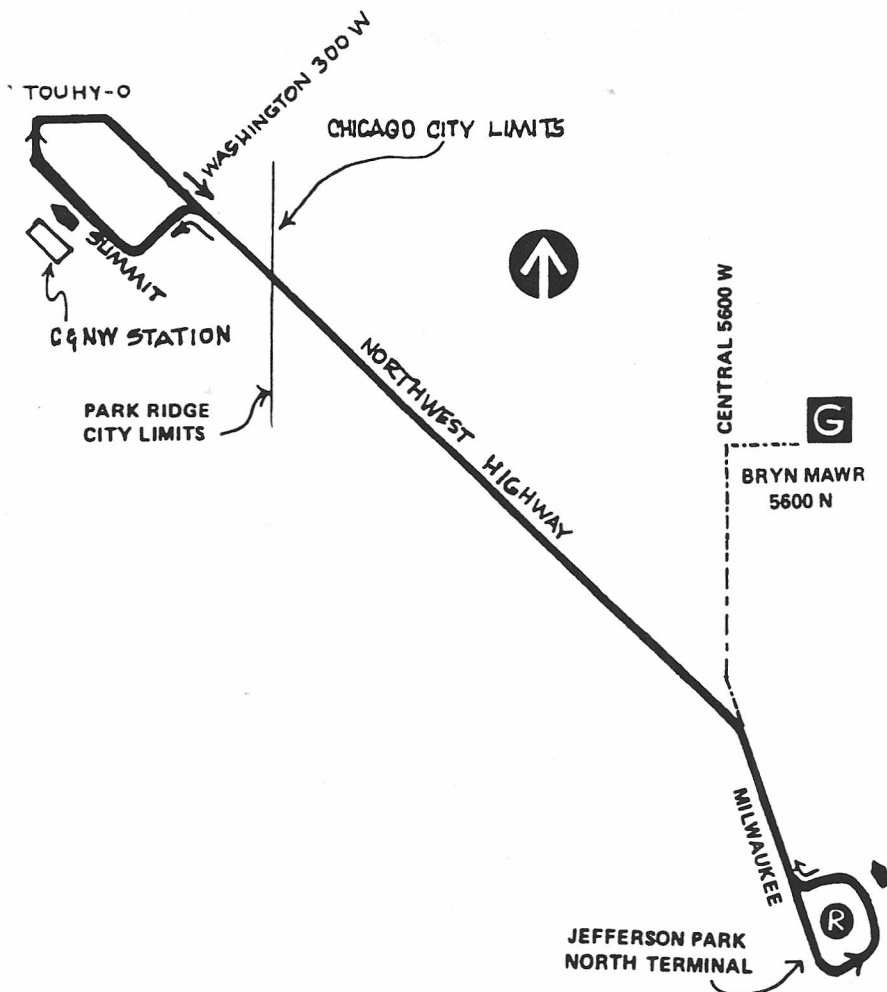 TOUHY-O
WASHINGTON 300 W
CHICAGO CITY LIMITS
SUMMIT
C&NW STATION
PARK RIDGE
CITY LIMITS
NORTHWEST HIGHWAY
CENTRAL 5600 W
G
BRYN MAWR
5600 N
MILWAUKEE
R
JEFFERSON PARK
NORTH TERMINAL